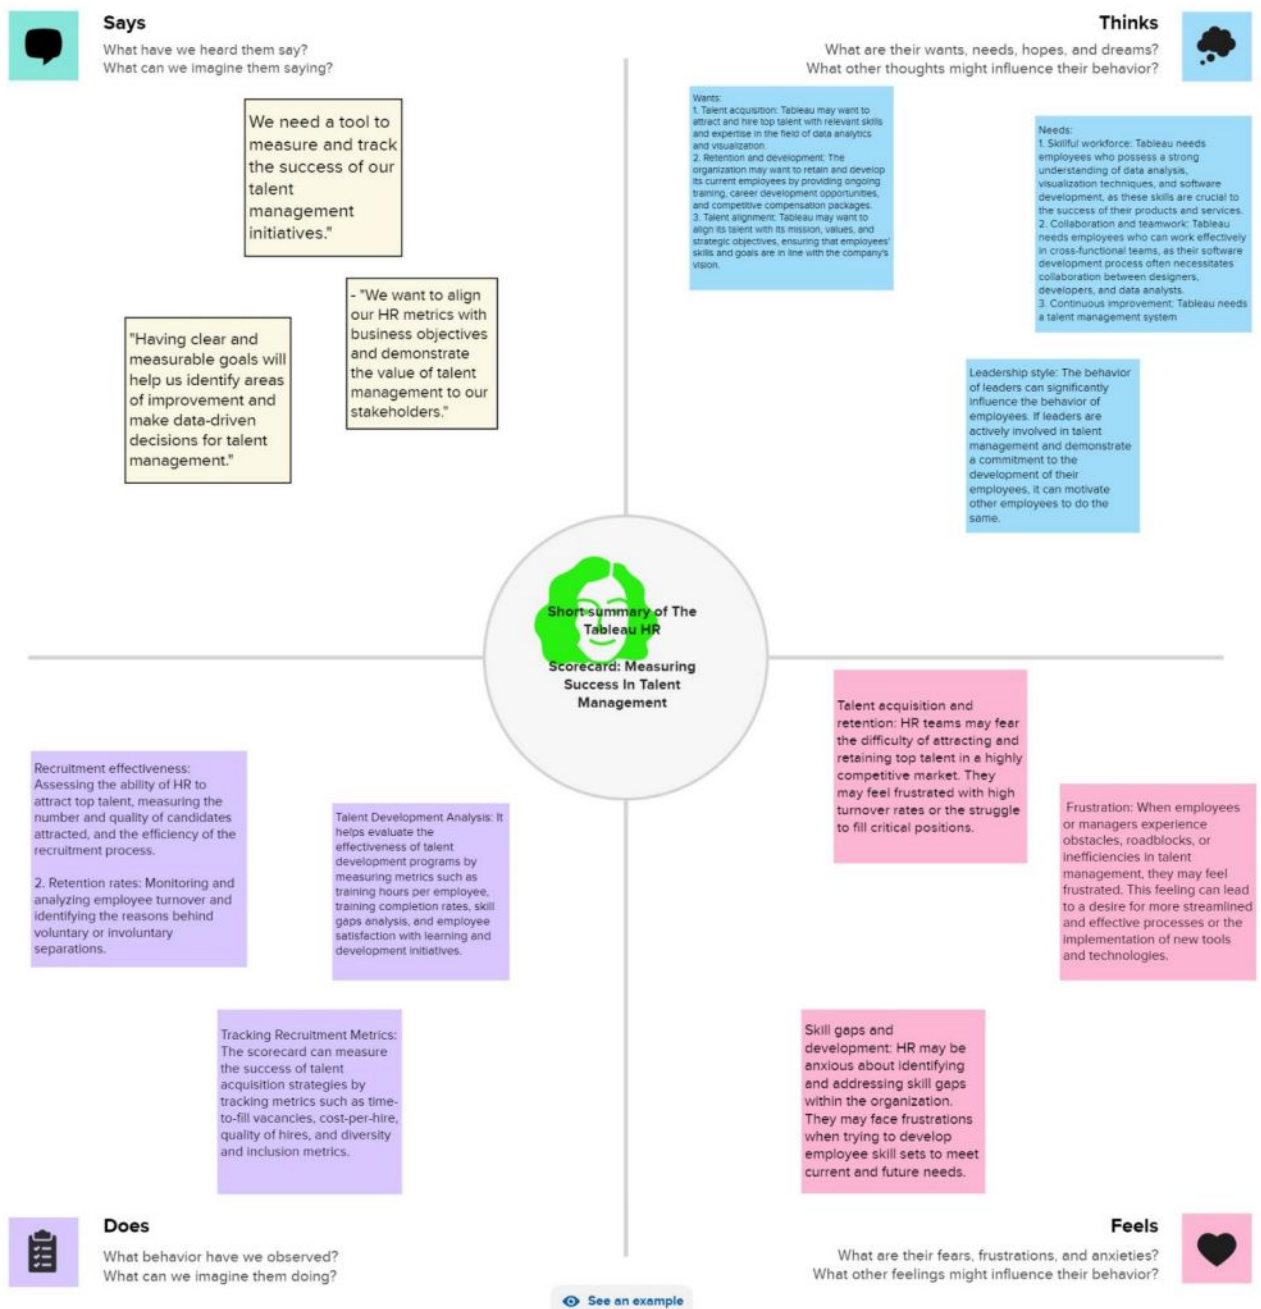 Says
What have we heard them say?
What can we imagine them saying?
We need a tool to
measure and track
the success of our
talent
management
initiatives."
- "We want to align
our HR metrics with
business objectives
and demonstrate
the value of talent
management to our
stakeholders."
"Having clear and
measurable goals will
help us identify areas
of improvement and
make data-driven
decisions for talent
management."
Thinks
What are their wants, needs, hopes, and dreams?
What other thoughts might influence their behavior?
Wants:
1. Talent acquisition: Tableau may want to
attract and hire top talent with relevant skills
and expertise in the field of data analytics
and visualization.
2. Retention and development: The
organization may want to retain and develop
its current employees by providing ongoing
training, career development opportunities,
and competitive compensation packages.
3. Talent alignment: Tableau may want to
align its talent with its mission, values, and
strategic objectives, ensuring that employees'
skills and goals are in line with the company's
vision.
Needs:
1. Skillful workforce: Tableau needs
employees who possess a strong
understanding of data analysis,
visualization techniques, and software
development, as these skills are crucial to
the success of their products and services.
2. Collaboration and teamwork: Tableau
needs employees who can work effectively
in cross-functional teams, as their software
development process often necessitates
collaboration between designers,
developers, and data analysts.
3. Continuous improvement: Tableau needs
a talent management system
Leadership style: The behavior
of leaders can significantly
influence the behavior of
employees. If leaders are
actively involved in talent
management and demonstrate
a commitment to the
development of their
employees, it can motivate
other employees to do the
same.
Short summary of The
Tableau HR
Scorecard: Measuring
Success In Talent
Management
Recruitment effectiveness:
Assessing the ability of HR to
attract top talent, measuring the
number and quality of candidates
attracted, and the efficiency of the
recruitment process.
2. Retention rates: Monitoring and
analyzing employee turnover and
identifying the reasons behind
voluntary or involuntary
separations.
Talent Development Analysis: It
helps evaluate the
effectiveness of talent
development programs by
measuring metrics such as
training hours per employee,
training completion rates, skill
gaps analysis, and employee
satisfaction with learning and
development initiatives.
Tracking Recruitment Metrics:
The scorecard can measure
the success of talent
acquisition strategies by
tracking metrics such as time-
to-fill vacancies, cost-per-hire,
quality of hires, and diversity
and inclusion metrics.
Does
What behavior have we observed?
What can we imagine them doing?
Talent acquisition and
retention: HR teams may fear
the difficulty of attracting and
retaining top talent in a highly
competitive market. They
may feel frustrated with high
turnover rates or the struggle
to fill critical positions.
Frustration: When employees
or managers experience
obstacles, roadblocks, or
inefficiencies in talent
management, they may feel
frustrated. This feeling can lead
to a desire for more streamlined
and effective processes or the
implementation of new tools
and technologies.
Skill gaps and
development: HR may be
anxious about identifying
and addressing skill gaps
within the organization.
They may face frustrations
when trying to develop
employee skill sets to meet
current and future needs.
Feels
What are their fears, frustrations, and anxieties?
What other feelings might influence their behavior?
See an example